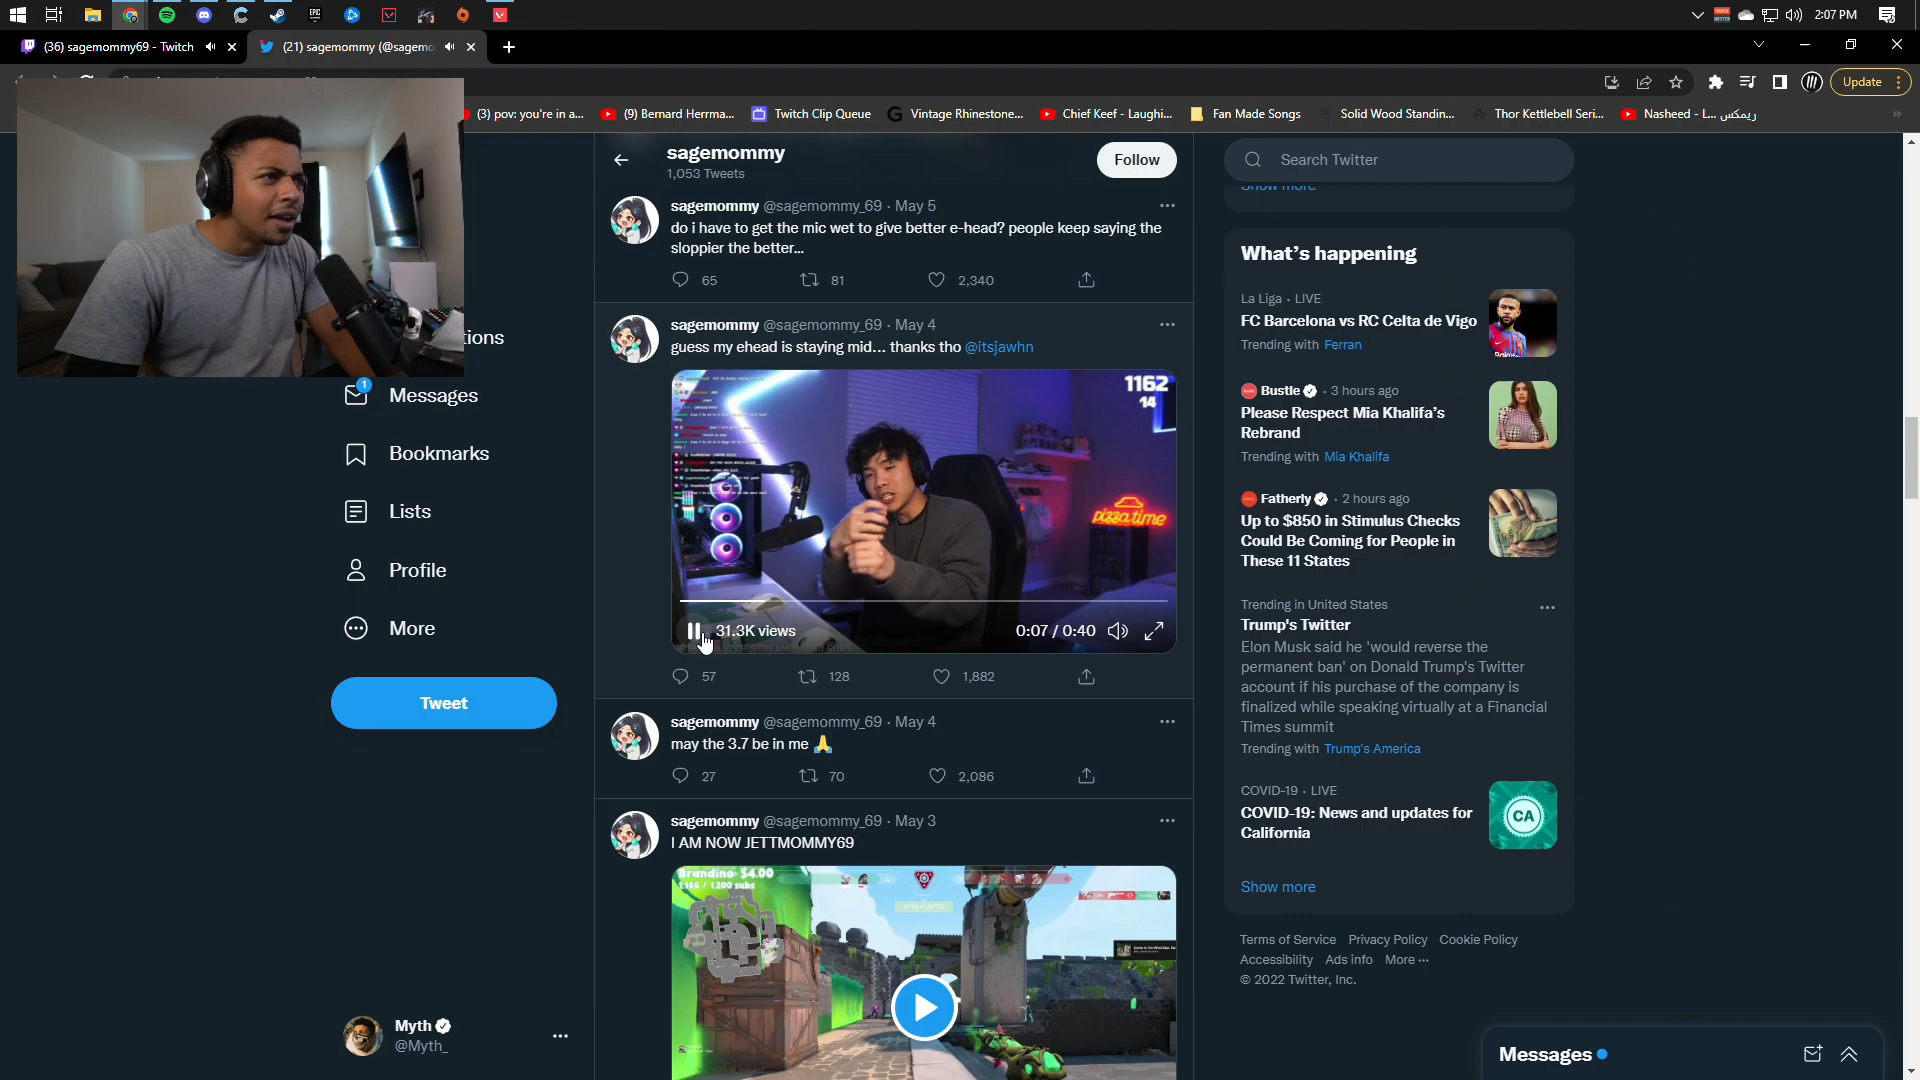 2:07 PM
(36) sagemommy69 - Twitch
(21) sagemommy (@sagemo
Update
(3) pov: you're in a...
(9) Bernard Herrma...
Twitch Clip Queue
Vintage Rhinestone...
Chief Keef - Laughi...
Fan Made Songs
Solid Wood Standin...
Thor Kettlebell Seri...
Nasheed - L... ريمكس
sagemommy
1,053 Tweets
Follow
Search Twitter
Show more
sagemommy @sagemommy_69 · May 5
do i have to get the mic wet to give better e-head? people keep saying the
sloppier the better...
65 81 2,340
sagemommy @sagemommy_69 · May 4
guess my ehead is staying mid... thanks tho @itsjawhn
1162
14
pizza time
31.3K views
0:07 / 0:40
57 128 1,882
sagemommy @sagemommy_69 · May 4
may the 3.7 be in me 🙏
27 70 2,086
sagemommy @sagemommy_69 · May 3
I AM NOW JETTMOMMY69
Brandino- $4.00
1,166 / 1,200 subs
tions
1
Messages
Bookmarks
Lists
Profile
More
Tweet
Myth
@Myth_
What's happening
La Liga · LIVE
FC Barcelona vs RC Celta de Vigo
Trending with Ferran
Bustle · 3 hours ago
Please Respect Mia Khalifa's
Rebrand
Trending with Mia Khalifa
Fatherly · 2 hours ago
Up to $850 in Stimulus Checks
Could Be Coming for People in
These 11 States
Trending in United States
Trump's Twitter
Elon Musk said he 'would reverse the
permanent ban' on Donald Trump's Twitter
account if his purchase of the company is
finalized while speaking virtually at a Financial
Times summit
Trending with Trump's America
COVID-19 · LIVE
COVID-19: News and updates for
California
CA
Show more
Terms of Service Privacy Policy Cookie Policy
Accessibility Ads info More ···
© 2022 Twitter, Inc.
Messages